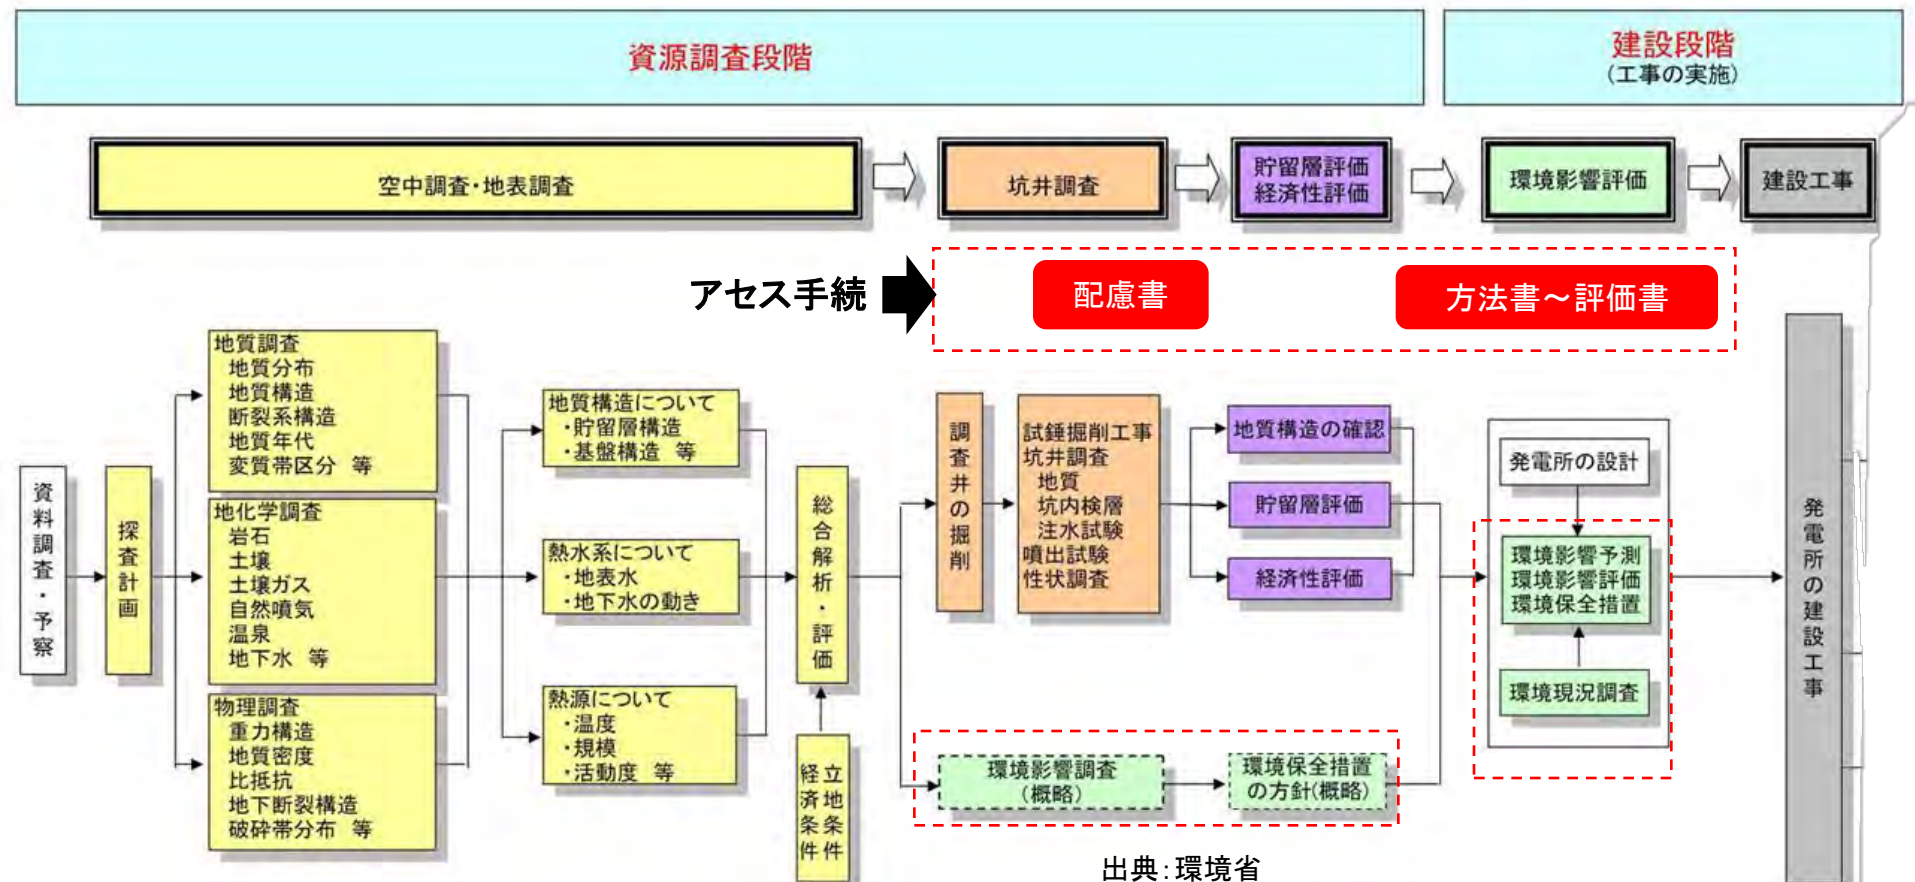 資源調査段階
建設段階
(工事の実施)
空中調査・地表調査
坑井調査
貯留層評価
経済性評価
環境影響評価
建設工事
アセス手続
配慮書
方法書～評価書
資料調査・予察
探査計画
地質調査
地質分布
地質構造
断裂系構造
地質年代
変質帯区分 等
地化学調査
岩石
土壌
土壌ガス
自然噴気
温泉
地下水 等
物理調査
重力構造
地質密度
比抵抗
地下断裂構造
破砕帯分布 等
地質構造について
・貯留層構造
・基盤構造 等
熱水系について
・地表水
・地下水の動き
熱源について
・温度
・規模
・活動度 等
総合解析・評価
立地条件
経済条件
調査井の掘削
試錐掘削工事
坑井調査
地質
坑内検層
注水試験
噴出試験
性状調査
地質構造の確認
貯留層評価
経済性評価
環境影響調査
(概略)
環境保全措置
の方針(概略)
発電所の設計
環境影響予測
環境影響評価
環境保全措置
環境現況調査
発電所の建設工事
出典：環境省